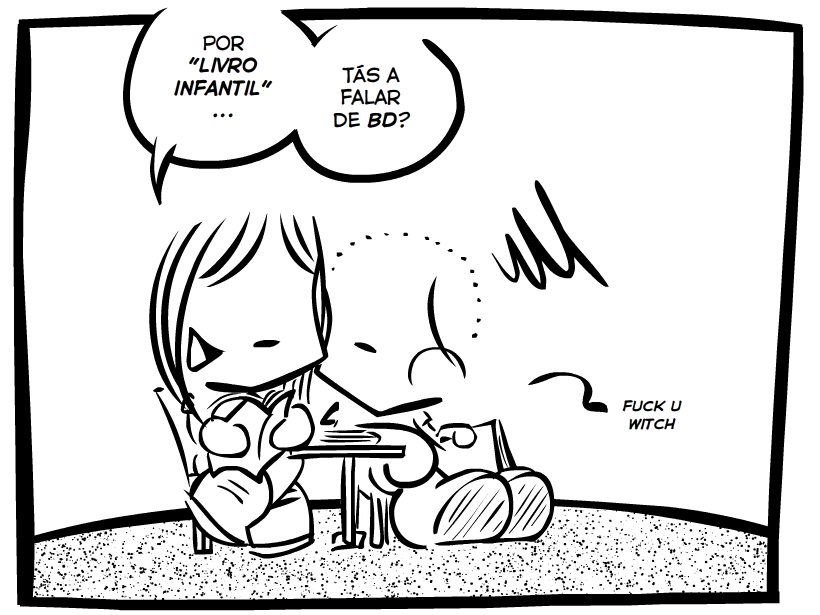 POR
"LIVRO
INFANTIL"
...
TÁS A
FALAR
DE BD?
FUCK U
WITCH